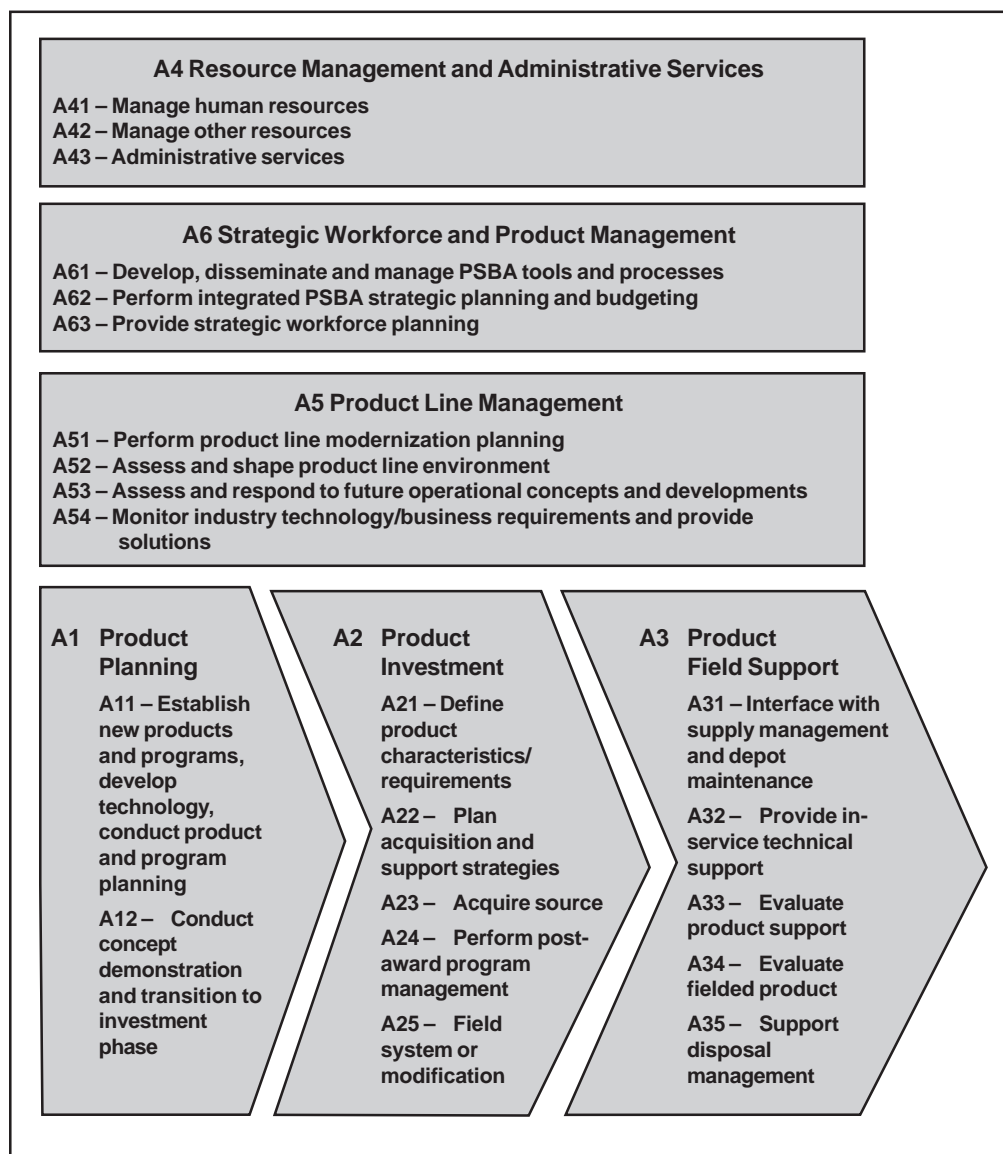 A4 Resource Management and Administrative Services
A41 – Manage human resources
A42 – Manage other resources
A43 – Administrative services
A6 Strategic Workforce and Product Management
A61 – Develop, disseminate and manage PSBA tools and processes
A62 – Perform integrated PSBA strategic planning and budgeting
A63 – Provide strategic workforce planning
A5 Product Line Management
A51 – Perform product line modernization planning
A52 – Assess and shape product line environment
A53 – Assess and respond to future operational concepts and developments
A54 – Monitor industry technology/business requirements and provide
solutions
A1 Product
Planning
A11 – Establish
new products
and programs,
develop
technology,
conduct product
and program
planning
A12 – Conduct
concept
demonstration
and transition to
investment
phase
A2 Product
Investment
A21 – Define
product
characteristics/
requirements
A22 – Plan
acquisition and
support strategies
A23 – Acquire source
A24 – Perform post-
award program
management
A25 – Field
system or
modification
A3 Product
Field Support
A31 – Interface with
supply management
and depot
maintenance
A32 – Provide in-
service technical
support
A33 – Evaluate
product support
A34 – Evaluate
fielded product
A35 – Support
disposal
management